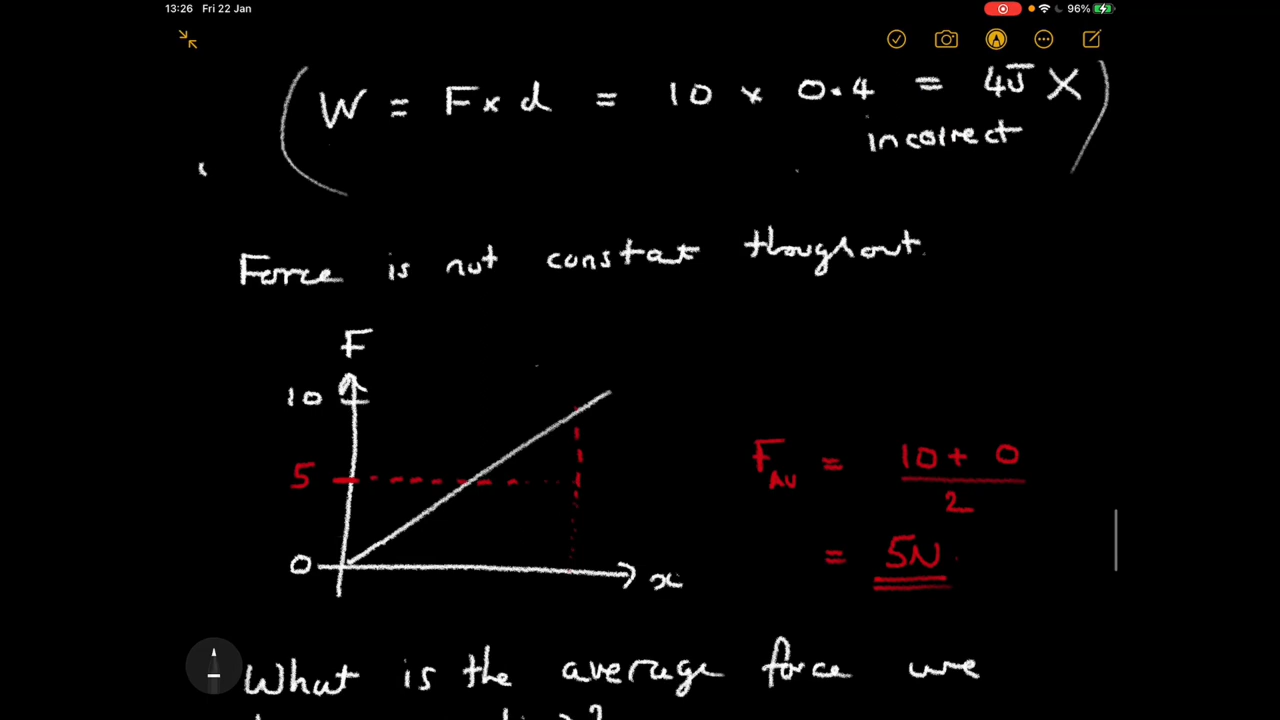 13:26 Fri 22 Jan
96%
( W = F x d = 10 x 0.4 = 4J X )
incorrect
Force is not constat thoughout.
F
10
5
0
x
F AV = 10 + 0
2
= 5N
What is the average force we